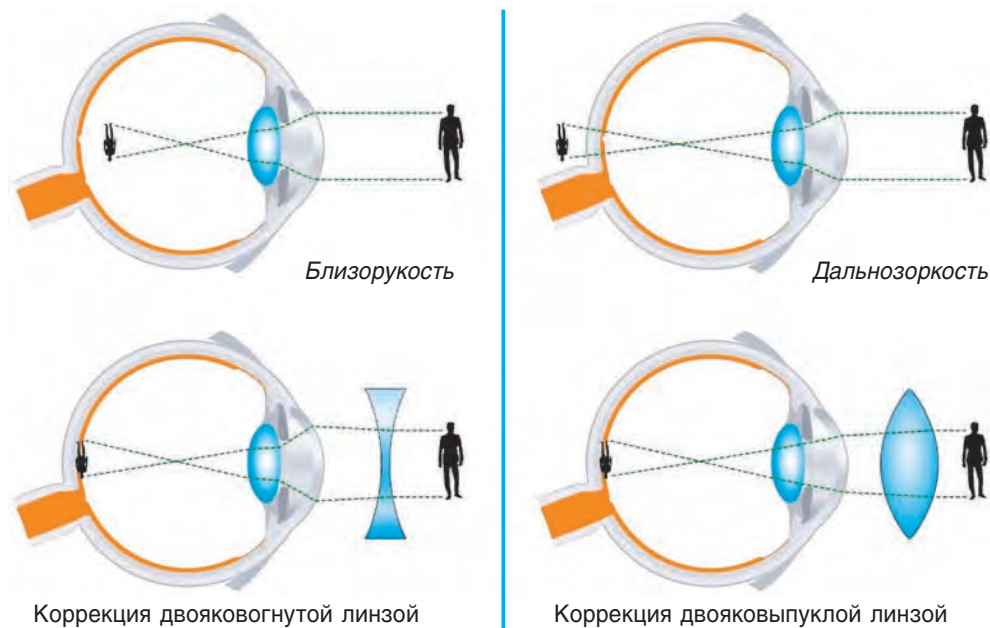 Близорукость
Дальнозоркость
Коррекция двояковогнутой линзой
Коррекция двояковыпуклой линзой